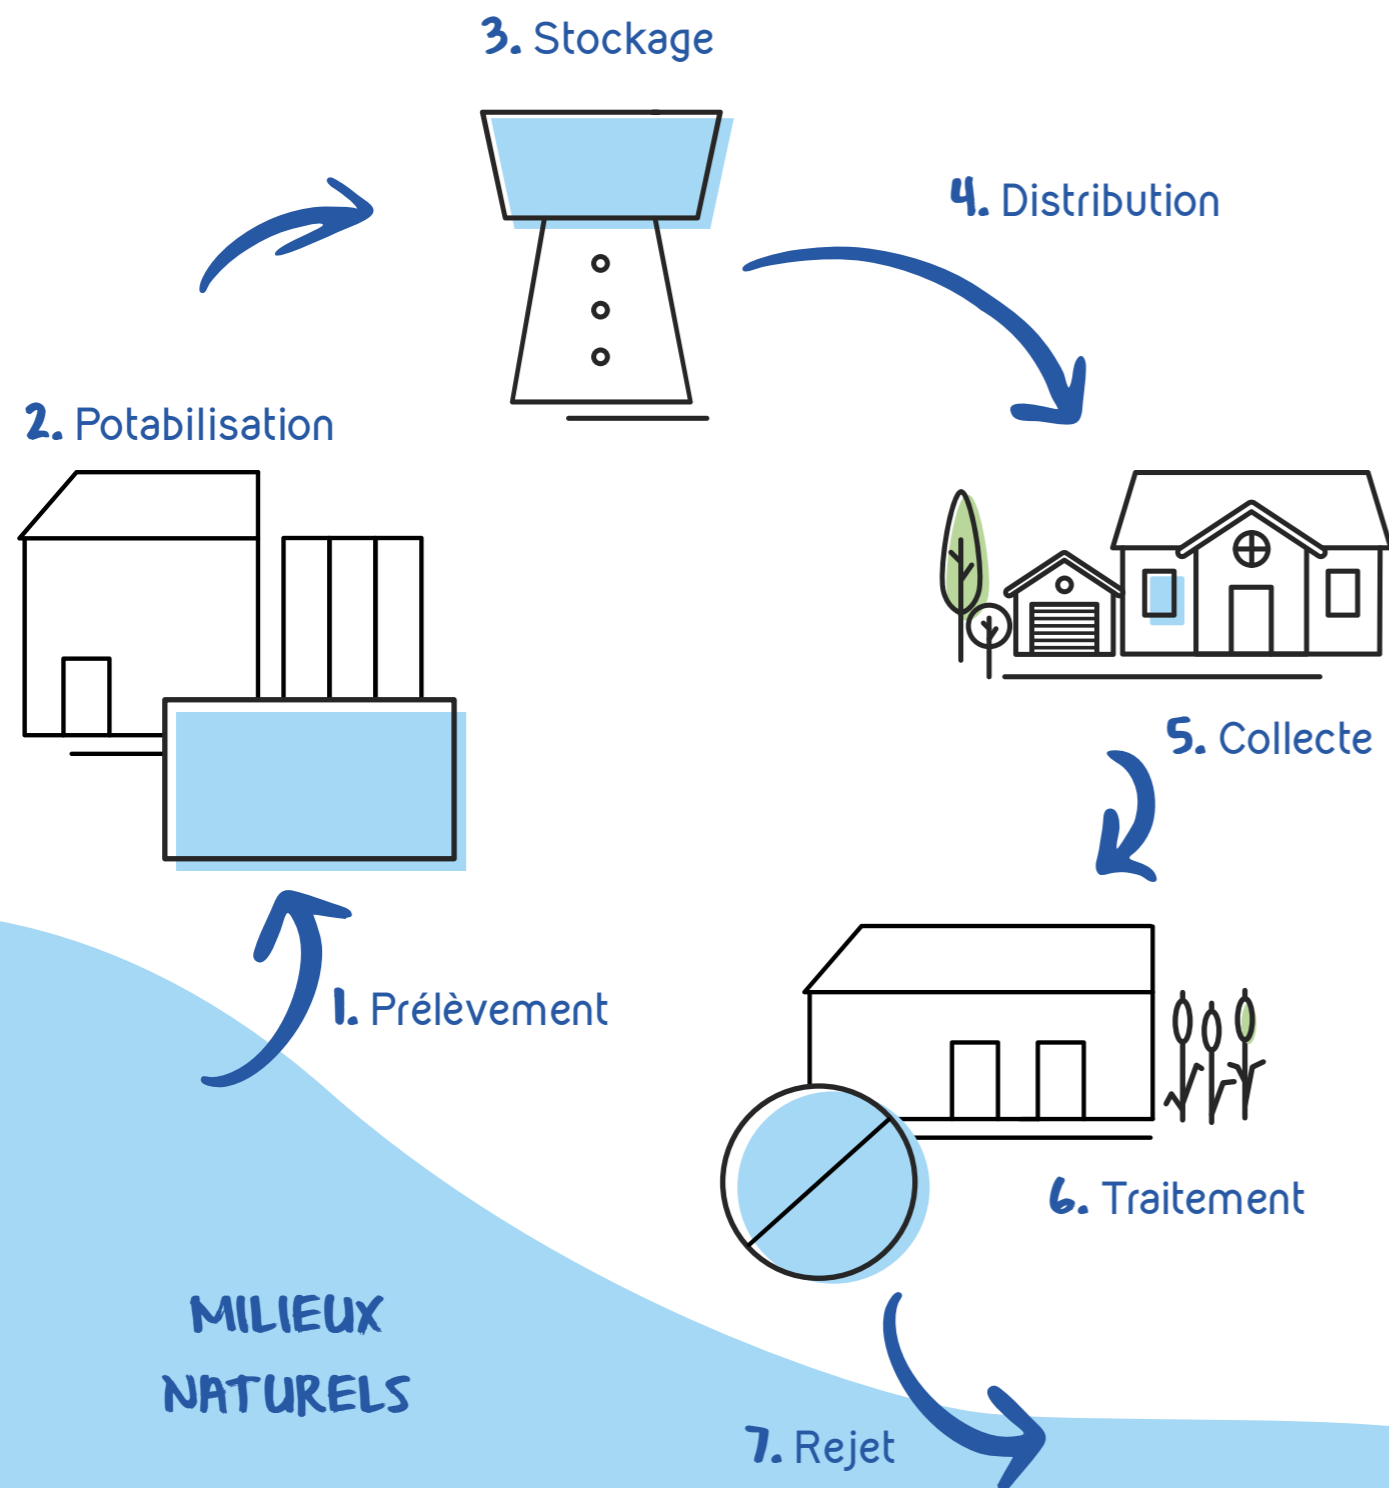 3. Stockage
4. Distribution
2. Potabilisation
5. Collecte
1. Prélèvement
6. Traitement
MILIEUX
NATURELS
7. Rejet